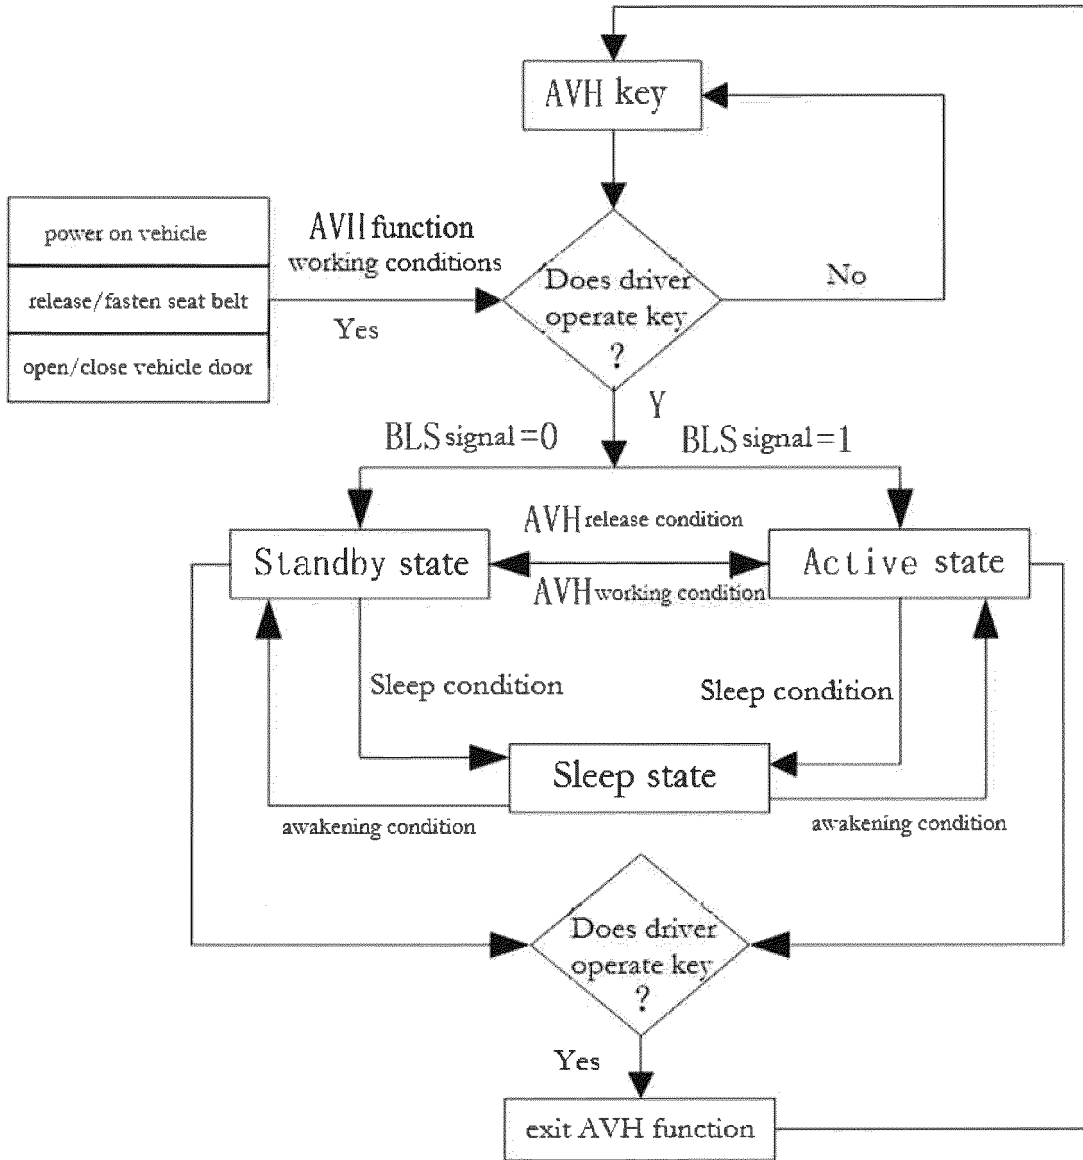 AVH key
power on vehicle
release/fasten seat belt
open/close vehicle door
AVH function
working conditions
Yes
Does driver
operate key
?
No
Y
BLS signal=0
BLS signal=1
Standby state
AVH release condition
AVH working condition
Active state
Sleep condition
Sleep condition
Sleep state
awakening condition
awakening condition
Does driver
operate key
?
Yes
exit AVH function